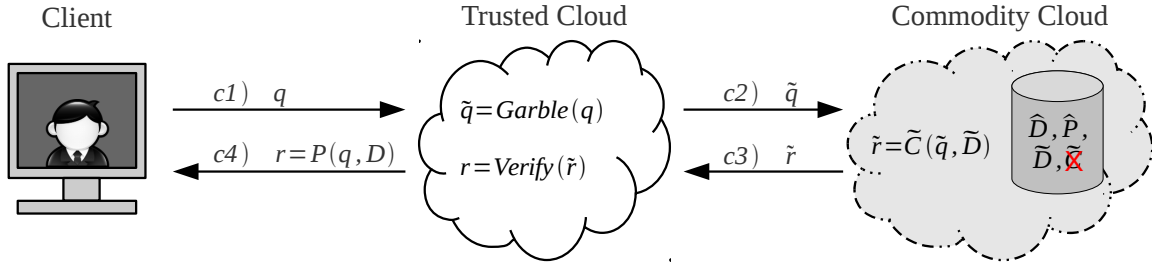 Client
Trusted Cloud
Commodity Cloud
c1) q
q̃=Garble(q)
c2) q̃
D̂, P̂,
r̃=C̃(q̃, D̃)
D̃, C̃
c4) r=P(q, D)
r=Verify(r̃)
c3) r̃